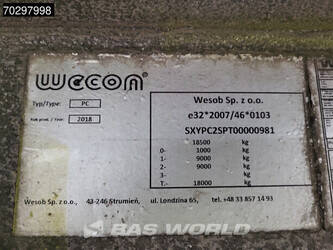 70297998
wecon
Typ/Type: PC
Rok prod. / Year: 2018
Wesob Sp. z o.o.
e32*2007/46*0103
SXYPC2SPT00000981
18500 kg
0- 1000 kg
1- 9000 kg
2- 9000 kg
3- kg
T.- 18000 kg
Wesob Sp. z o.o., 43-246 Strumień, ul. Londzina 65, tel. +48 33 857 14 93
BAS WORLD